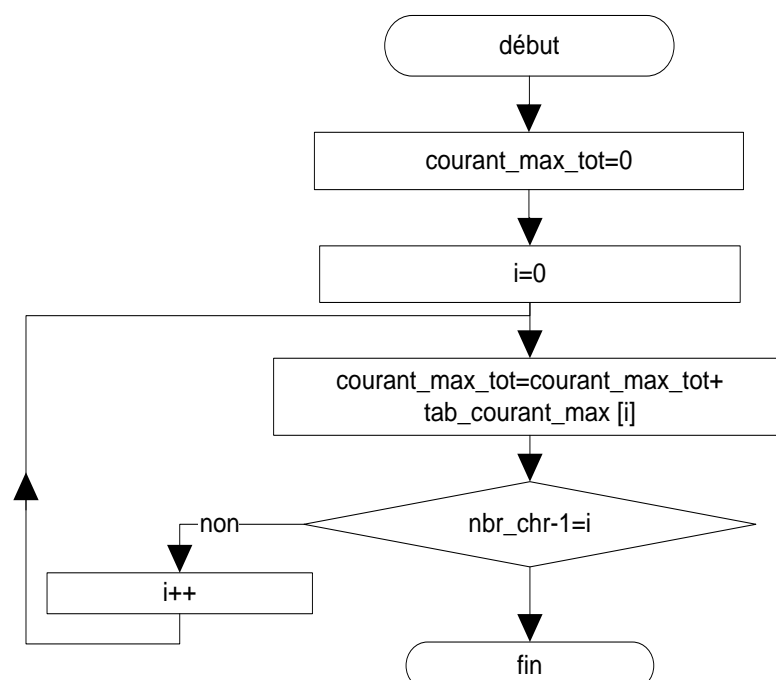 début
courant_max_tot=0
i=0
courant_max_tot=courant_max_tot+
tab_courant_max [i]
nbr_chr-1=i
non
i++
fin